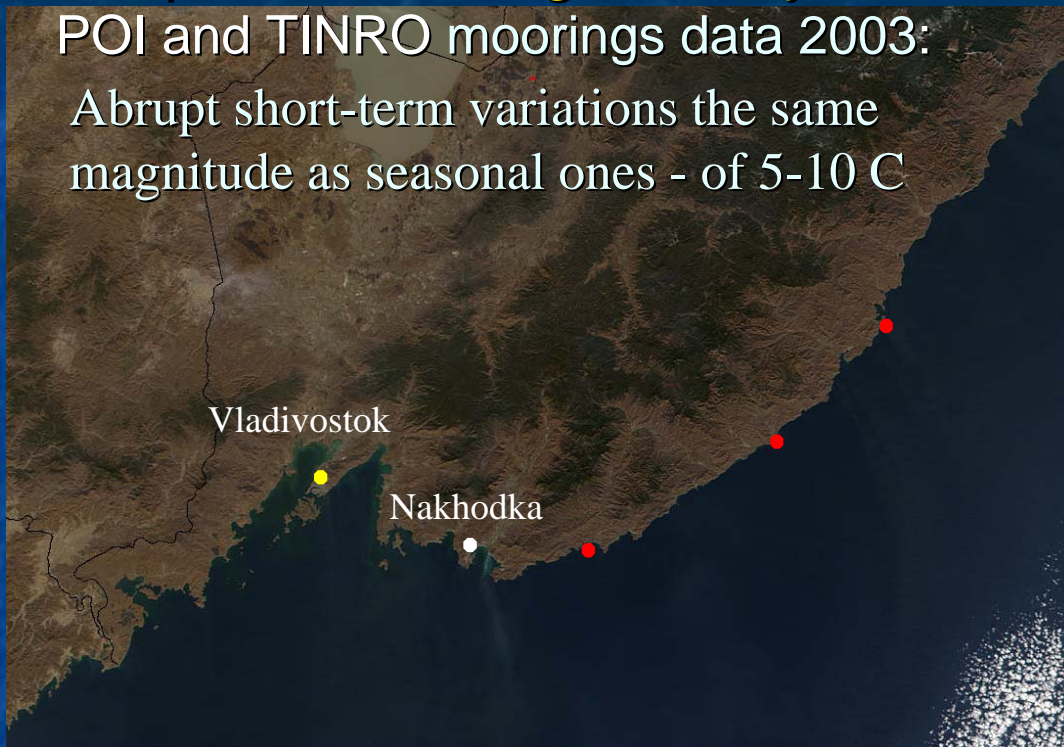 POI and TINRO moorings data 2003:
Abrupt short-term variations the same
magnitude as seasonal ones - of 5-10 C
Vladivostok
Nakhodka